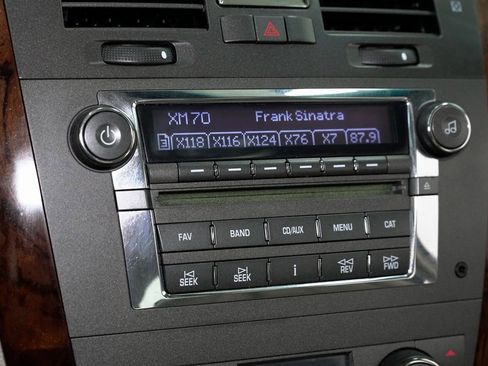 XM70 Frank Sinatra
3 X118 X116 X124 X76 X7 87.9
FAV BAND CD/AUX MENU CAT
SEEK SEEK i REV FWD